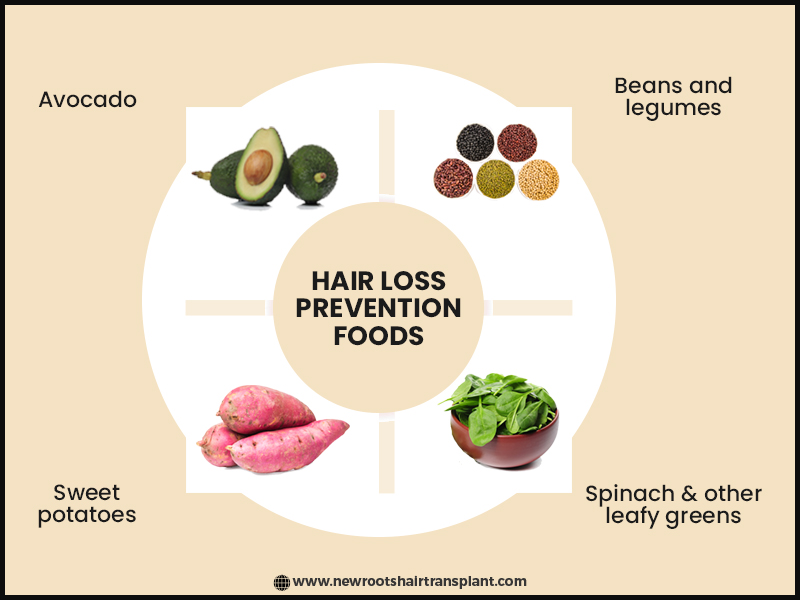 Avocado
Beans and
legumes
HAIR LOSS
PREVENTION
FOODS
Sweet
potatoes
Spinach & other
leafy greens
www.newrootshairtransplant.com